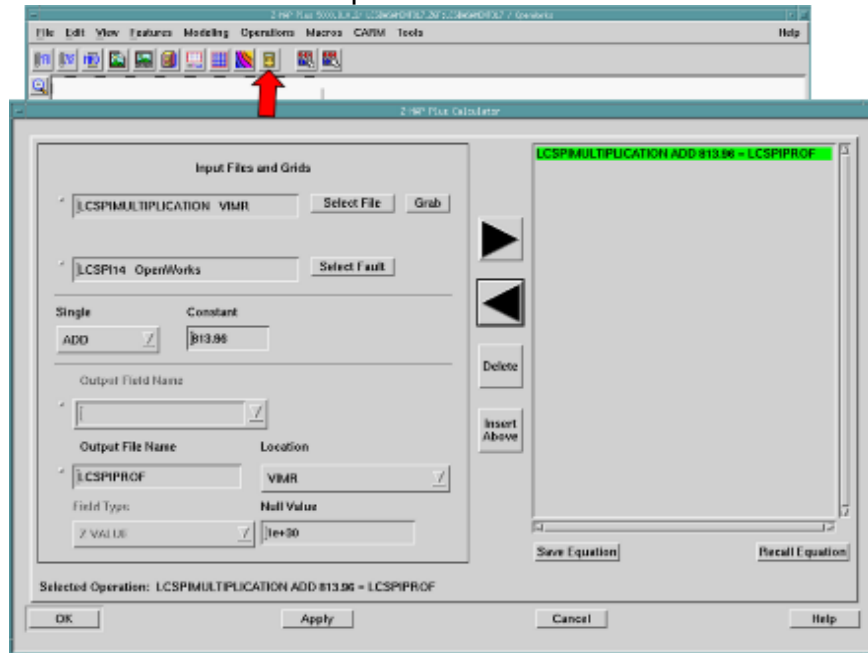 File Edit View Features Modeling Operations Macros CARM Tools Help
Z-MAP Plus Calculator
Input Files and Grids
LCSPIMULTIPLICATION VIMR Select File Grab
LCSPI14 OpenWorks Select Fault
Single Constant
ADD 813.96
Output Field Name
Output File Name Location
LCSPIPROF VIMR
Field Type Null Value
Z VALUE 1e+30
Delete
Insert
Above
LCSPIMULTIPLICATION ADD 813.96 = LCSPIPROF
Save Equation Recall Equation
Selected Operation: LCSPIMULTIPLICATION ADD 813.96 = LCSPIPROF
OK Apply Cancel Help